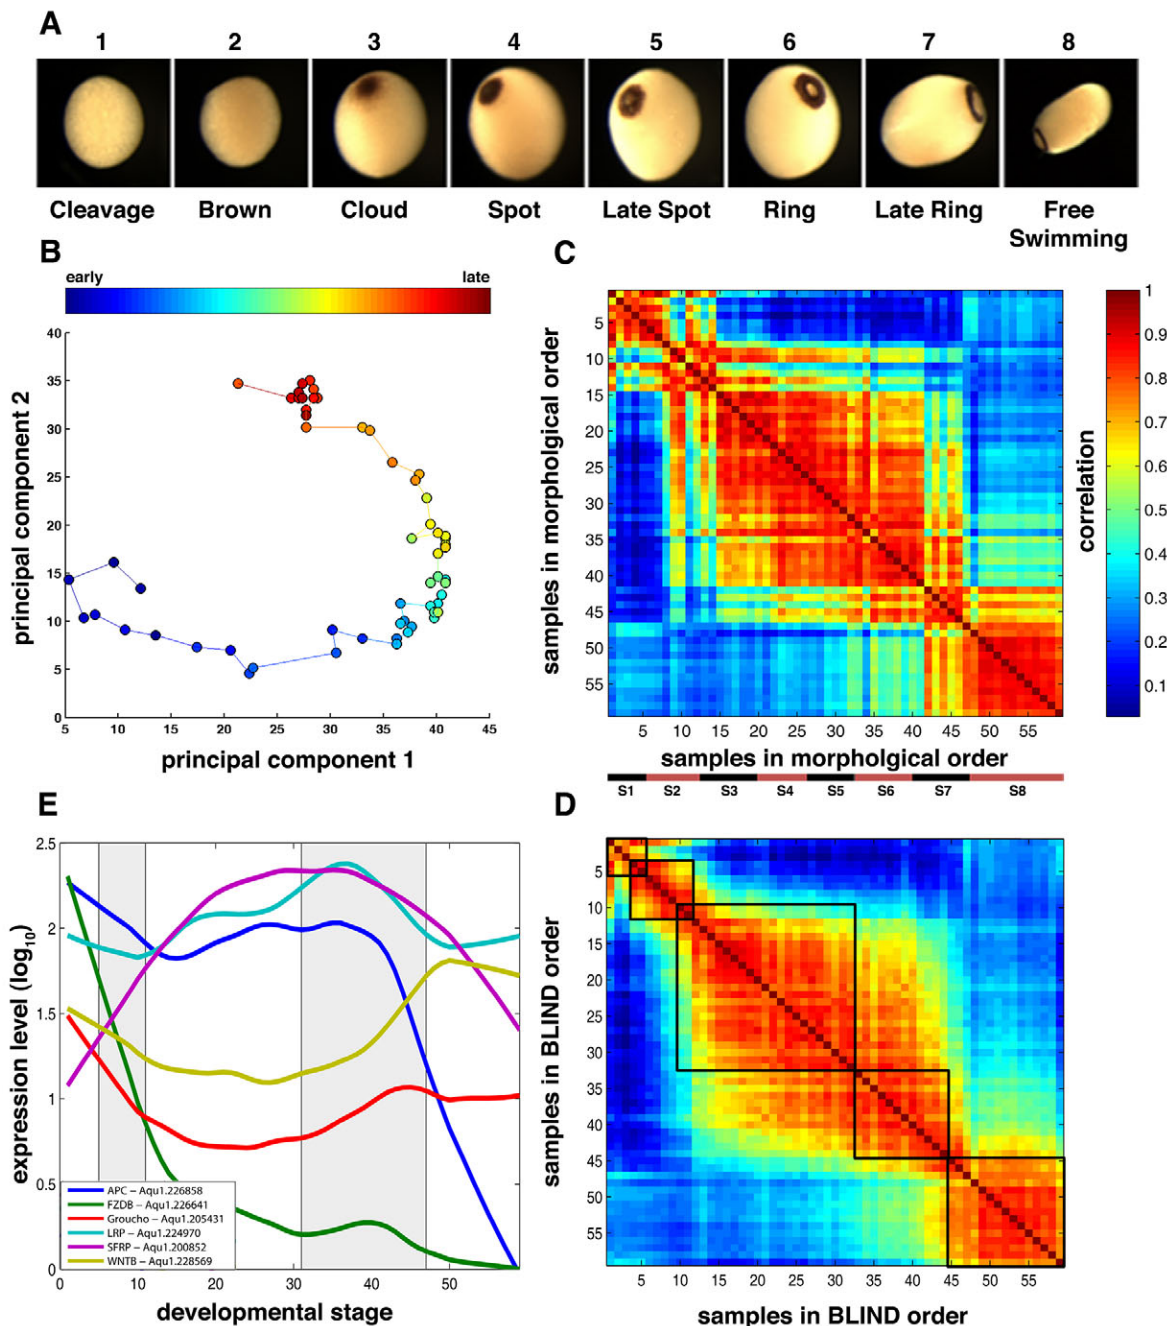 A
1 2 3 4 5 6 7 8
Cleavage Brown Cloud Spot Late Spot Ring Late Ring Free
Swimming
B
early late
40
35
30
25
20
15
10
5
0
5 10 15 20 25 30 35 40 45
principal component 2
principal component 1
C
5
10
15
20
25
30
35
40
45
50
55
5 10 15 20 25 30 35 40 45 50 55
samples in morpholgical order
samples in morpholgical order
1
0.9
0.8
0.7
0.6
0.5
0.4
0.3
0.2
0.1
correlation
S1 S2 S3 S4 S5 S6 S7 S8
E
2.5
2
1.5
1
0.5
0
0 10 20 30 40 50
expression level (log10)
developmental stage
APC – Aqu1.226858
FZDB – Aqu1.226641
Groucho – Aqu1.205431
LRP – Aqu1.224970
SFRP – Aqu1.200852
WNTB – Aqu1.228569
D
5
10
15
20
25
30
35
40
45
50
55
5 10 15 20 25 30 35 40 45 50 55
samples in BLIND order
samples in BLIND order